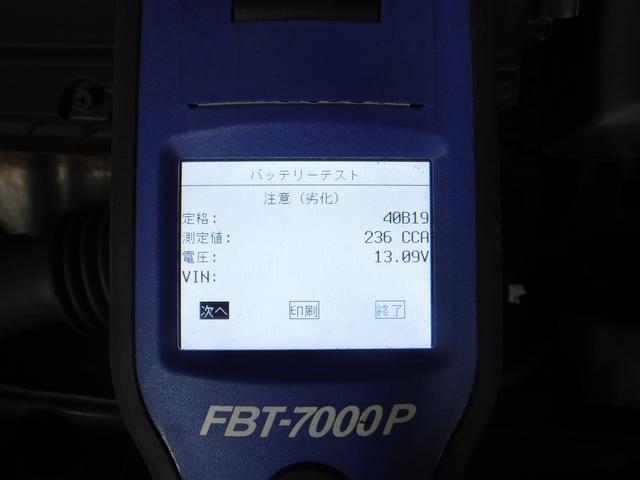 バッテリーテスト
注意（劣化）
定格： 40B19
測定値： 236 CCA
電圧： 13.09V
VIN：
次へ 印刷 終了
FBT-7000P